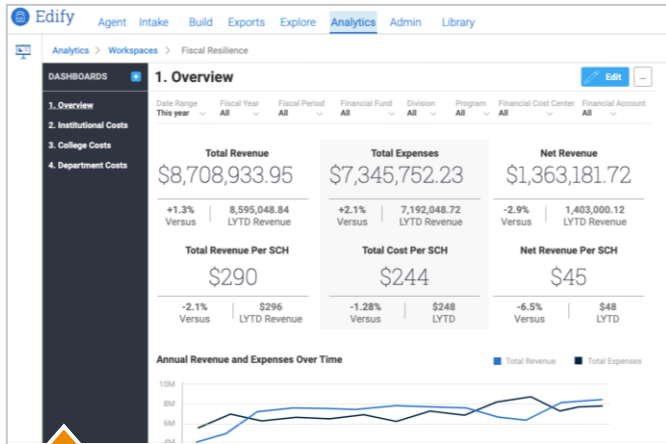 Edify
Agent Intake Build Exports Explore Analytics Admin Library
Analytics > Workspaces > Fiscal Resilience
DASHBOARDS
1. Overview
2. Institutional Costs
3. College Costs
4. Department Costs
1. Overview
Edit ...
Date Range Fiscal Year Fiscal Period Financial Fund Division Program Financial Cost Center Financial Account
This year All All All All All All All
Total Revenue Total Expenses Net Revenue
$8,708,933.95 $7,345,752.23 $1,363,181.72
+1.3% 8,595,048.84 +2.1% 7,192,048.72 -2.9% 1,403,000.12
Versus LYTD Revenue Versus LYTD Revenue Versus LYTD Revenue
Total Revenue Per SCH Total Cost Per SCH Net Revenue Per SCH
$290 $244 $45
-2.1% $296 -1.28% $248 -6.5% $48
Versus LYTD Revenue Versus LYTD Versus LYTD
Annual Revenue and Expenses Over Time Total Revenue Total Expenses
10M
8M
6M
4M